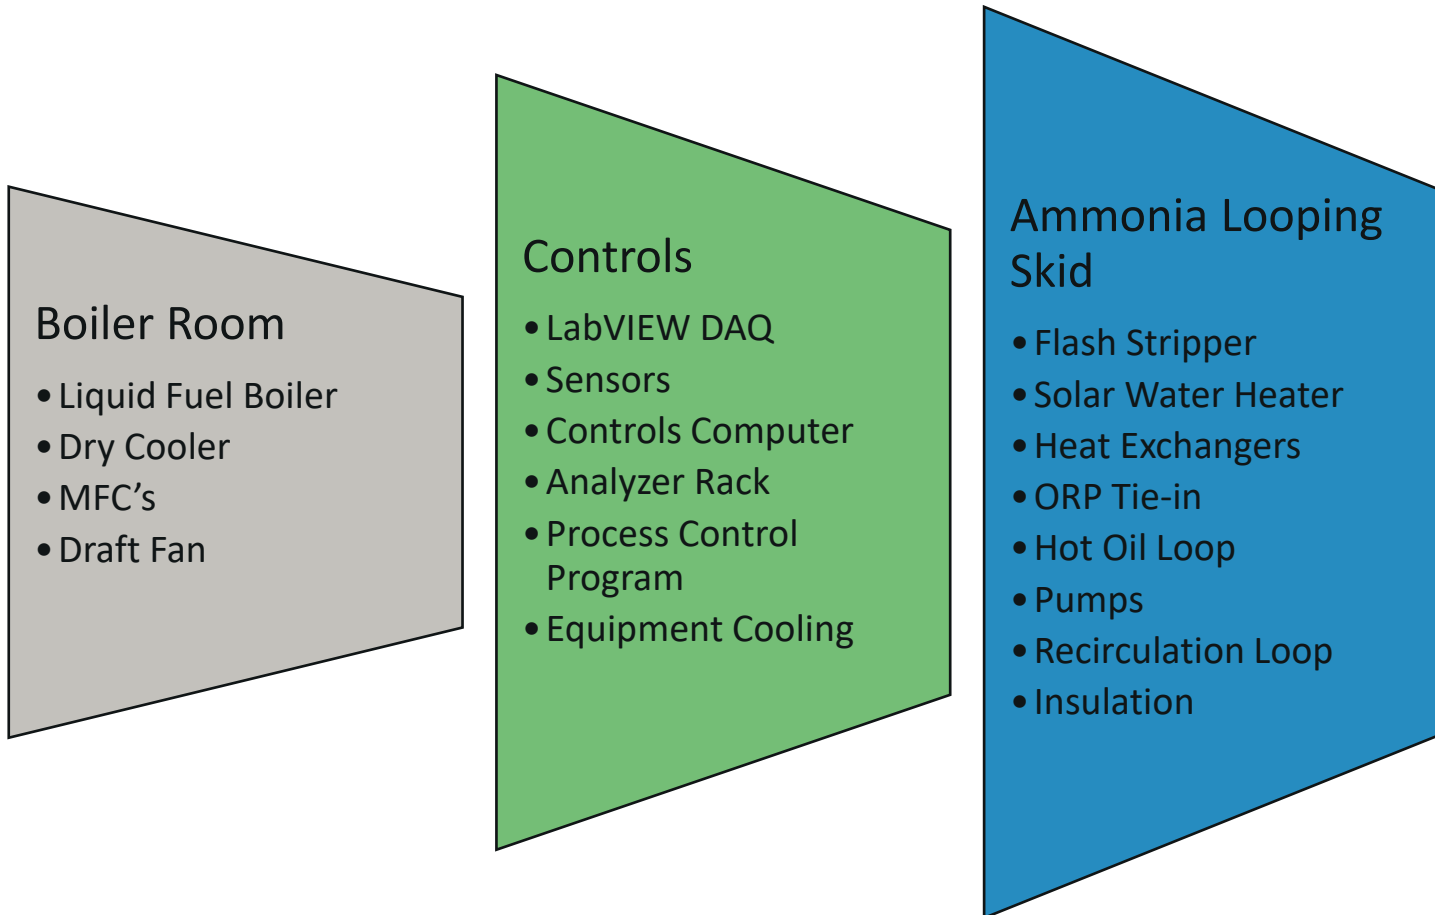 Boiler Room
•Liquid Fuel Boiler
•Dry Cooler
•MFC’s
•Draft Fan
Controls
•LabVIEW DAQ
•Sensors
•Controls Computer
•Analyzer Rack
•Process Control
Program
•Equipment Cooling
Ammonia Looping
Skid
•Flash Stripper
•Solar Water Heater
•Heat Exchangers
•ORP Tie-in
•Hot Oil Loop
•Pumps
•Recirculation Loop
•Insulation